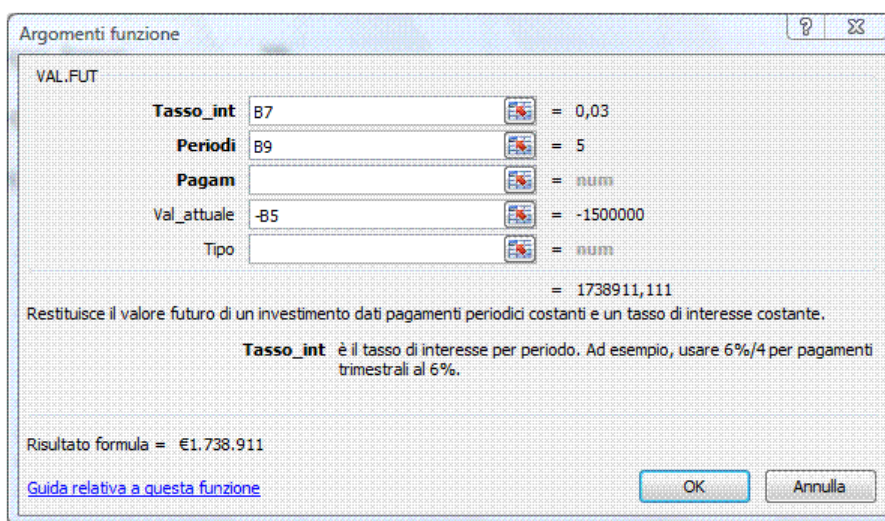 Argomenti funzione
VAL.FUT
Tasso_int B7 = 0,03
Periodi B9 = 5
Pagam = num
Val_attuale -B5 = -1500000
Tipo = num
= 1738911,111
Restituisce il valore futuro di un investimento dati pagamenti periodici costanti e un tasso di interesse costante.
Tasso_int è il tasso di interesse per periodo. Ad esempio, usare 6%/4 per pagamenti
trimestrali al 6%.
Risultato formula = €1.738.911
Guida relativa a questa funzione
OK Annulla